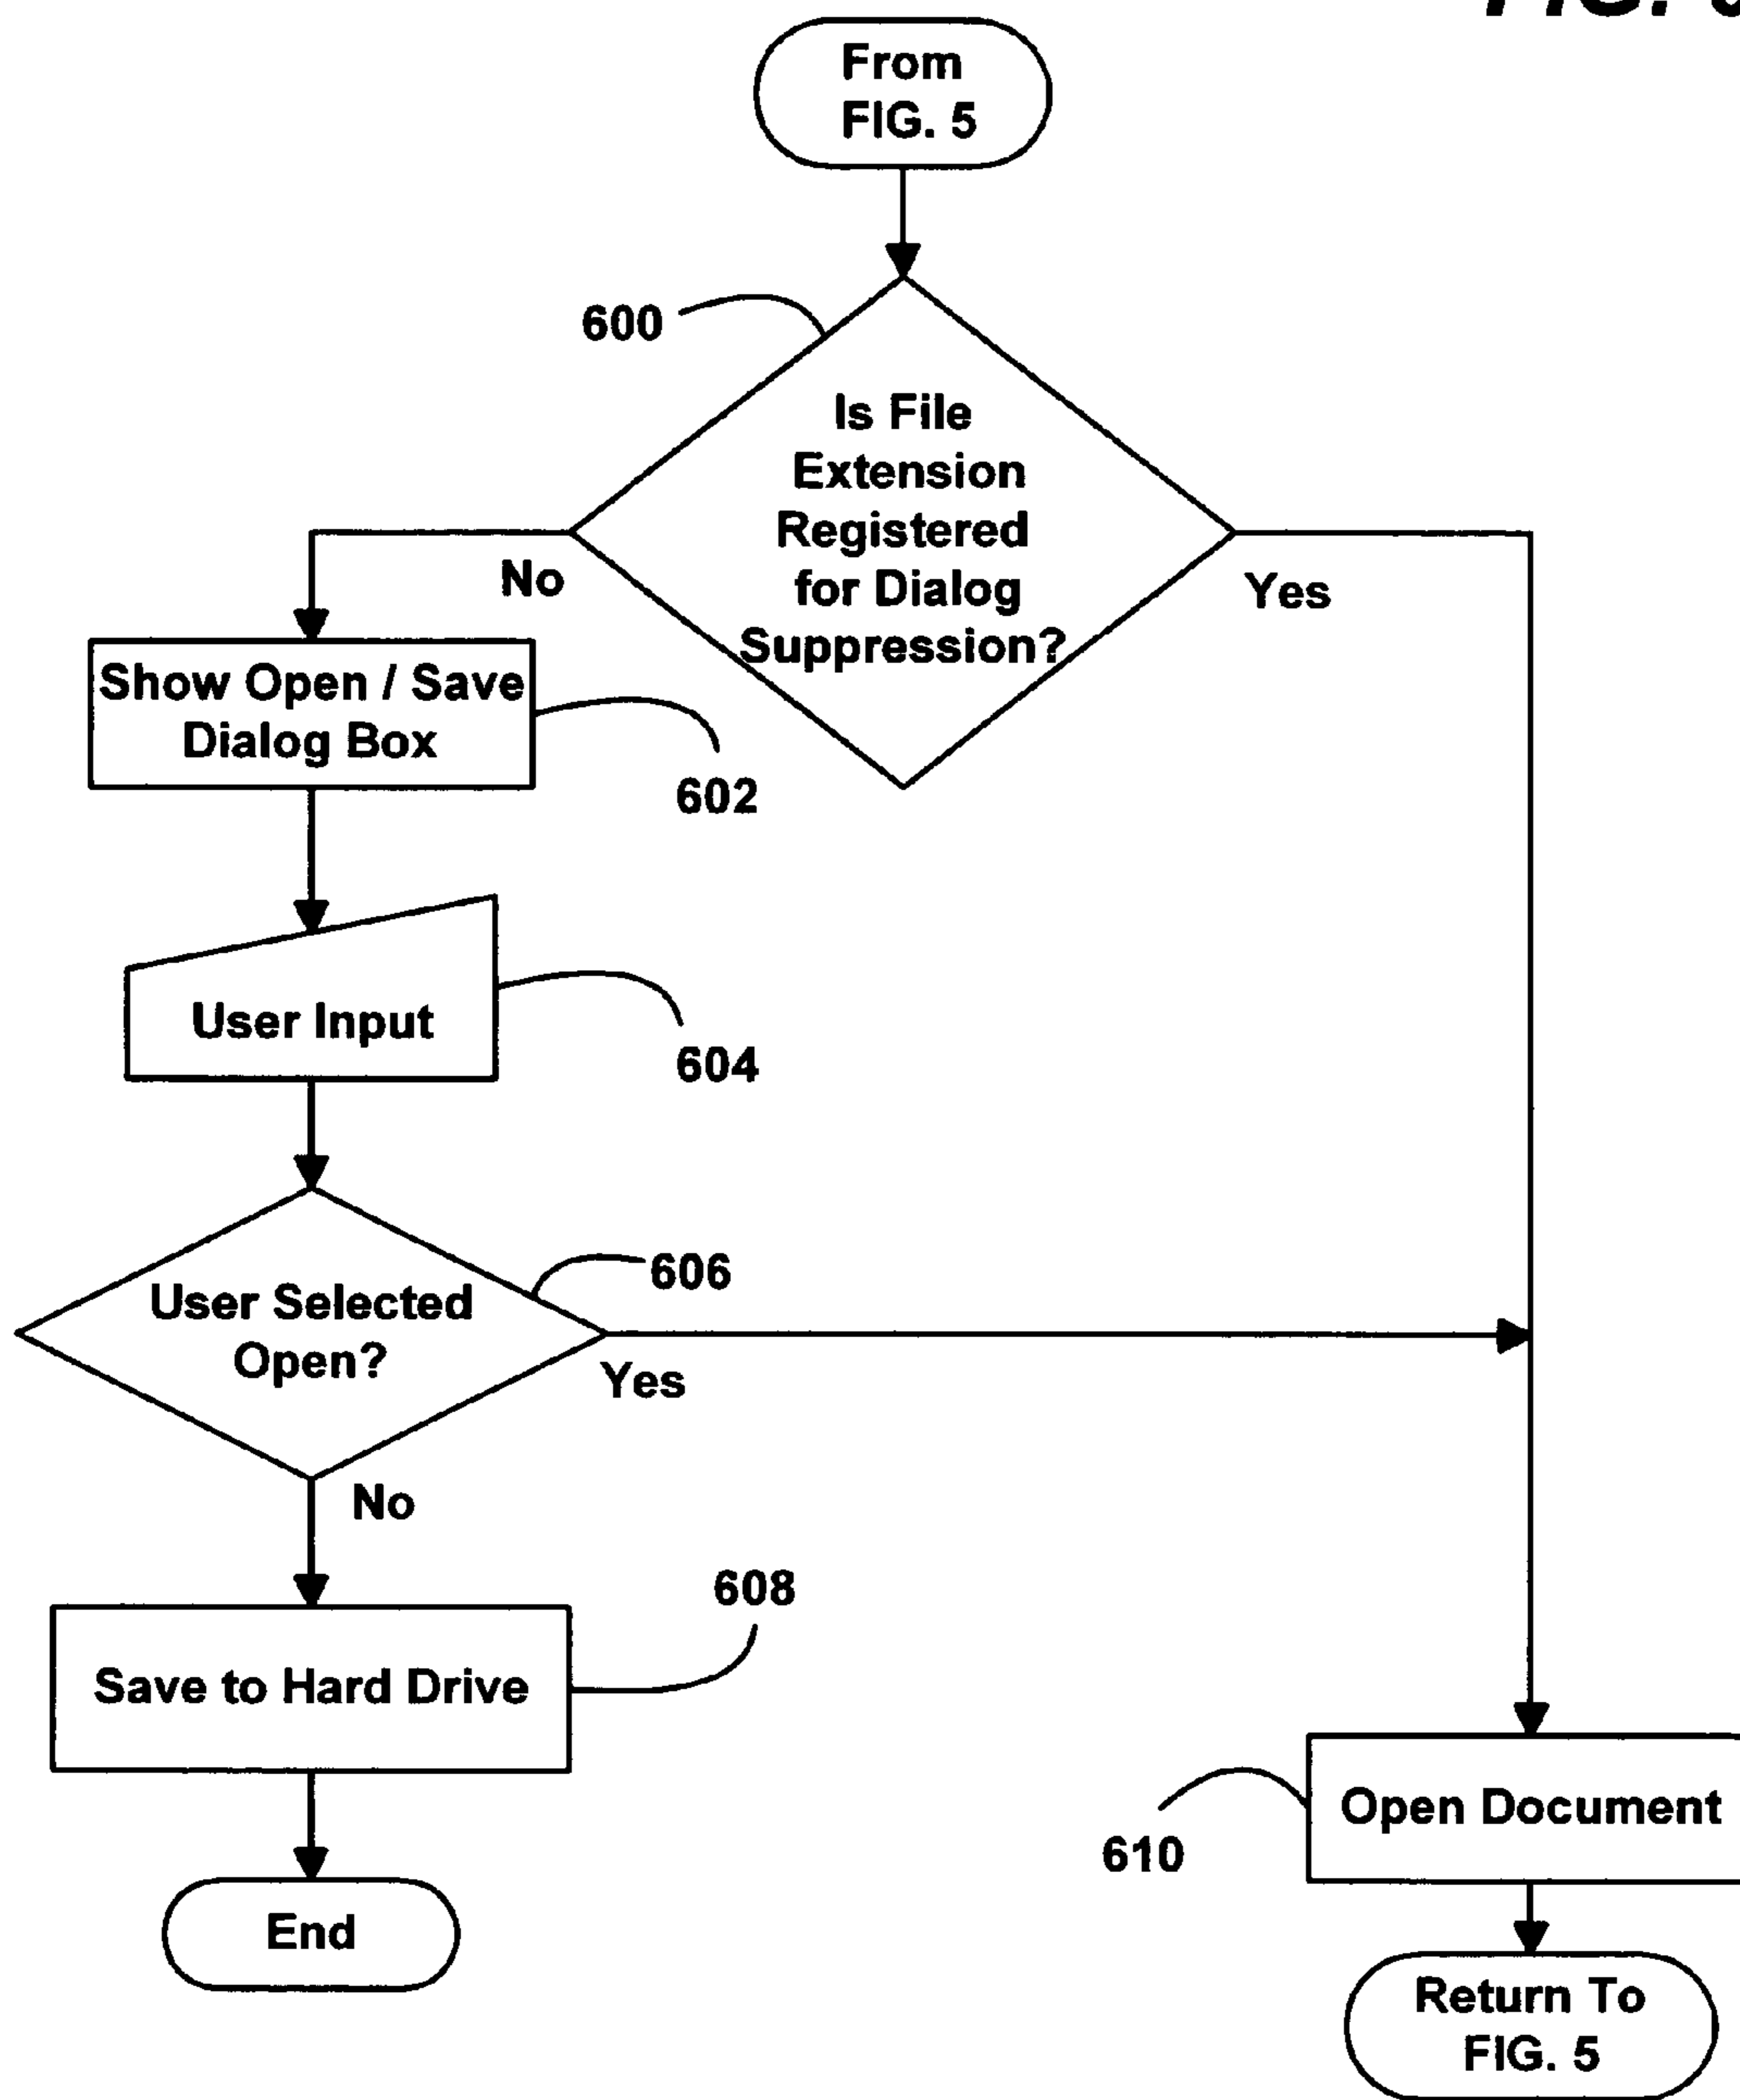 FIG.
From
FIG. 5
600
Is File
Extension
Registered
for Dialog
Suppression?
No
Yes
Show Open / Save
Dialog Box
602
User Input
604
User Selected
Open?
606
Yes
No
608
Save to Hard Drive
Open Document
610
End
Return To
FIG. 5